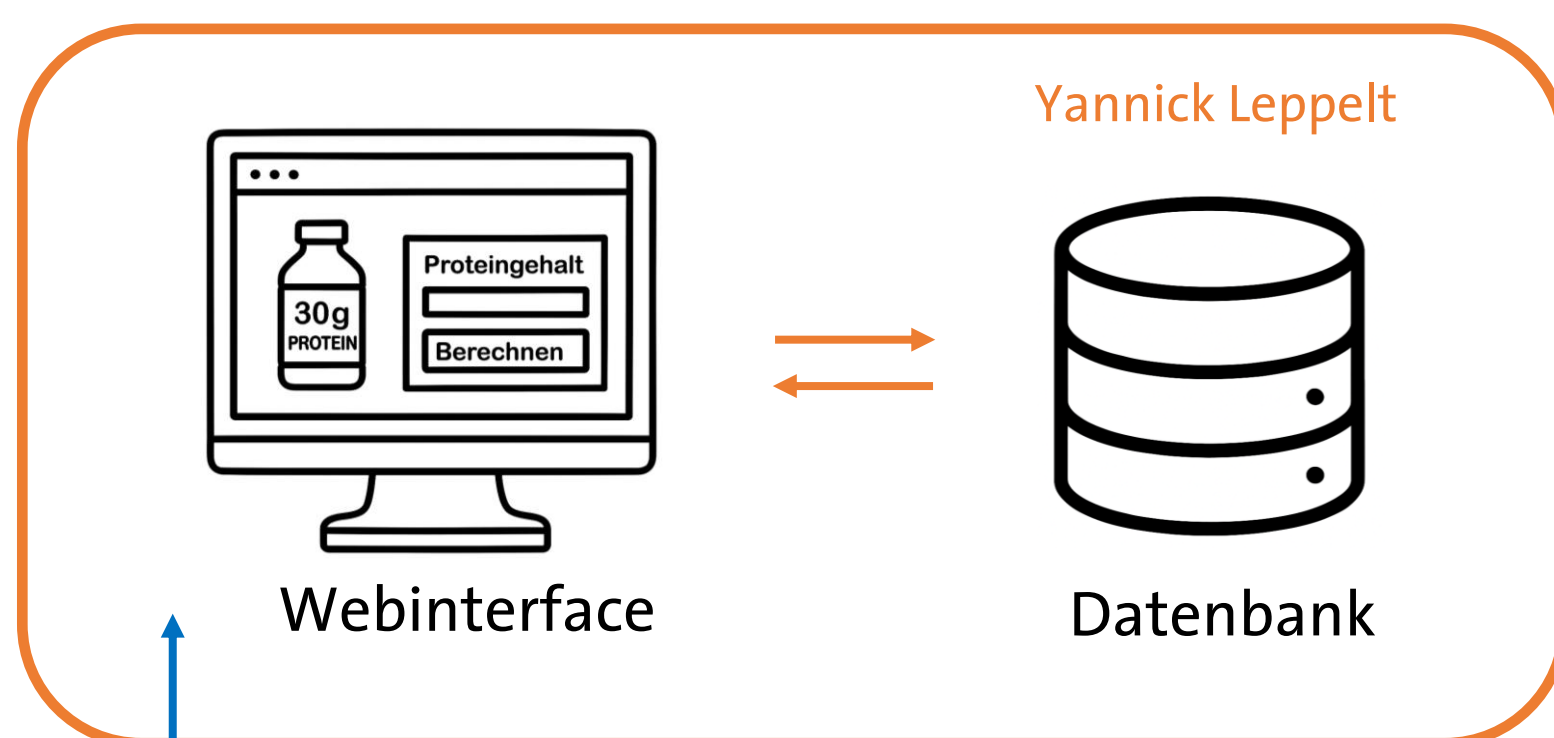 Yannick Leppelt
Proteingehalt
30g
PROTEIN
Berechnen
Webinterface
Datenbank